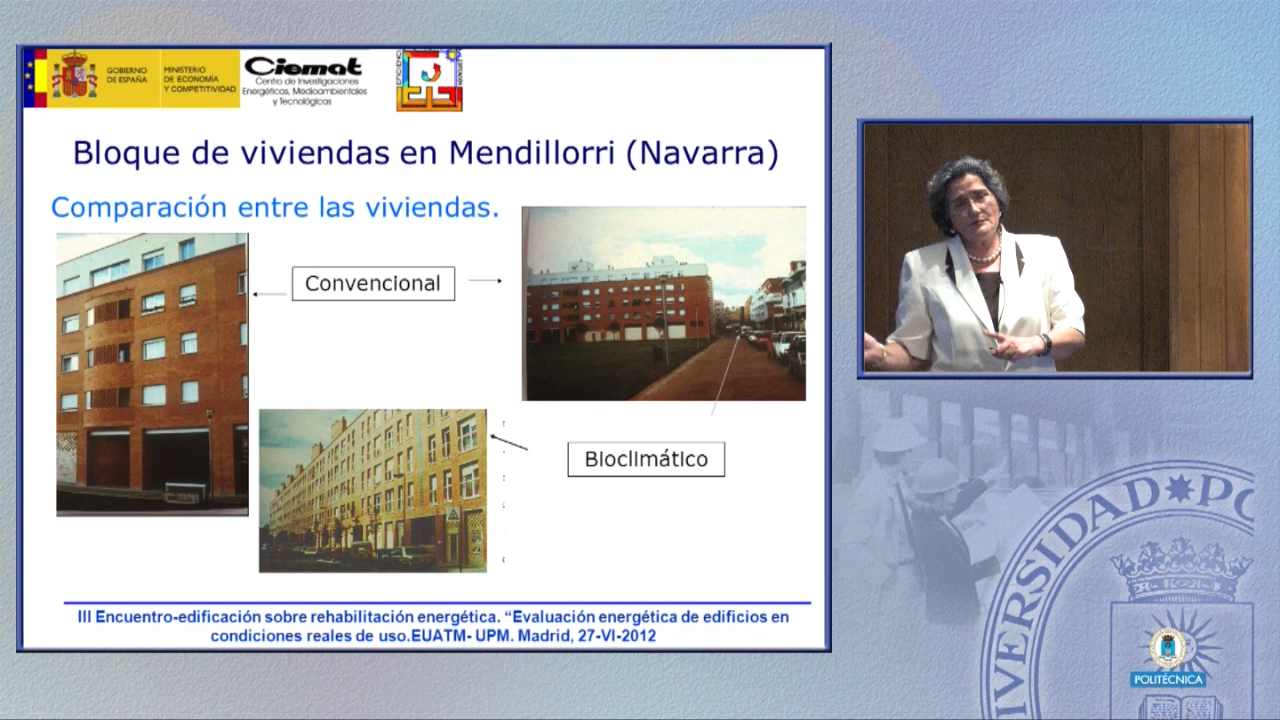 GOBIERNO
DE ESPAÑA
MINISTERIO
DE ECONOMÍA
Y COMPETITIVIDAD
Ciemat
Centro de Investigaciones
Energéticas, Medioambientales
y Tecnológicas
Bloque de viviendas en Mendillorri (Navarra)
Comparación entre las viviendas.
Convencional
Bioclimático
III Encuentro-edificación sobre rehabilitación energética. “Evaluación energética de edificios en
condiciones reales de uso.EUATM- UPM. Madrid, 27-VI-2012
IVERSIDAD PO
POLITÉCNICA